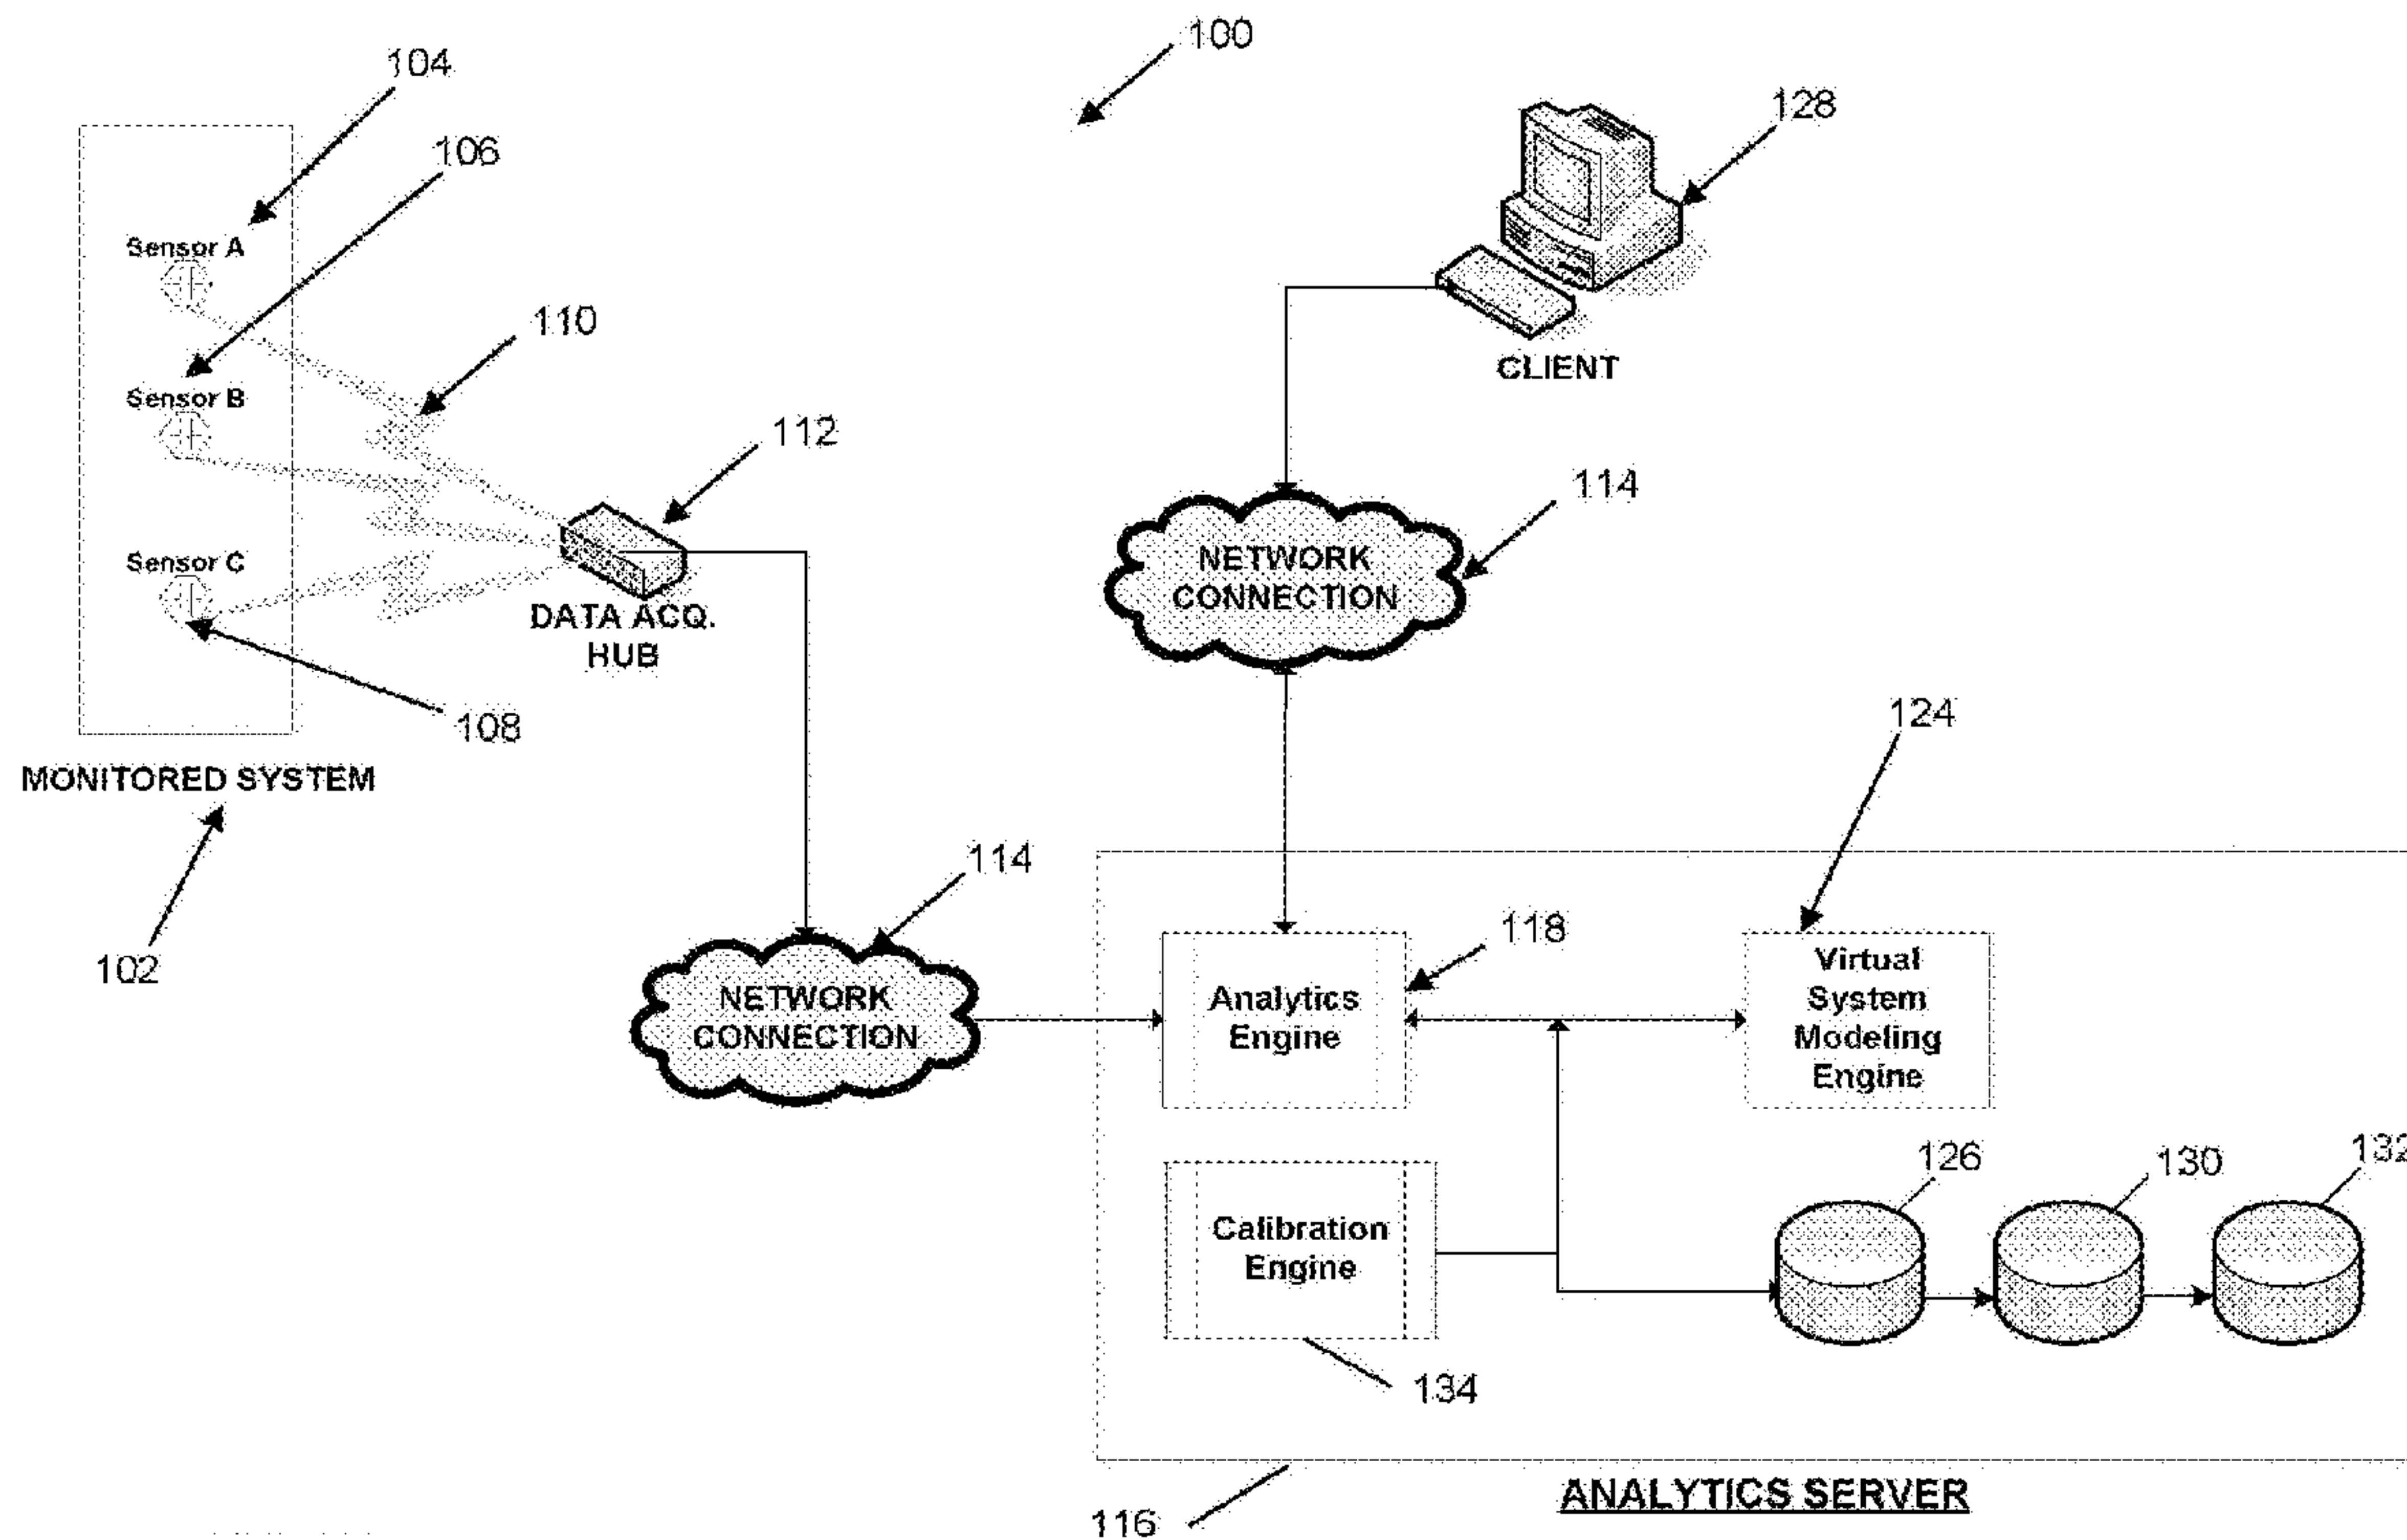 100
104
128
106
Sensor A
110
CLIENT
Sensor B
112
114
NETWORK
CONNECTION
Sensor C
DATA ACQ.
HUB
108
124
MONITORED SYSTEM
114
118
102
NETWORK
CONNECTION
Analytics
Engine
Virtual
System
Modeling
Engine
126
130
132
Calibration
Engine
134
ANALYTICS SERVER
116